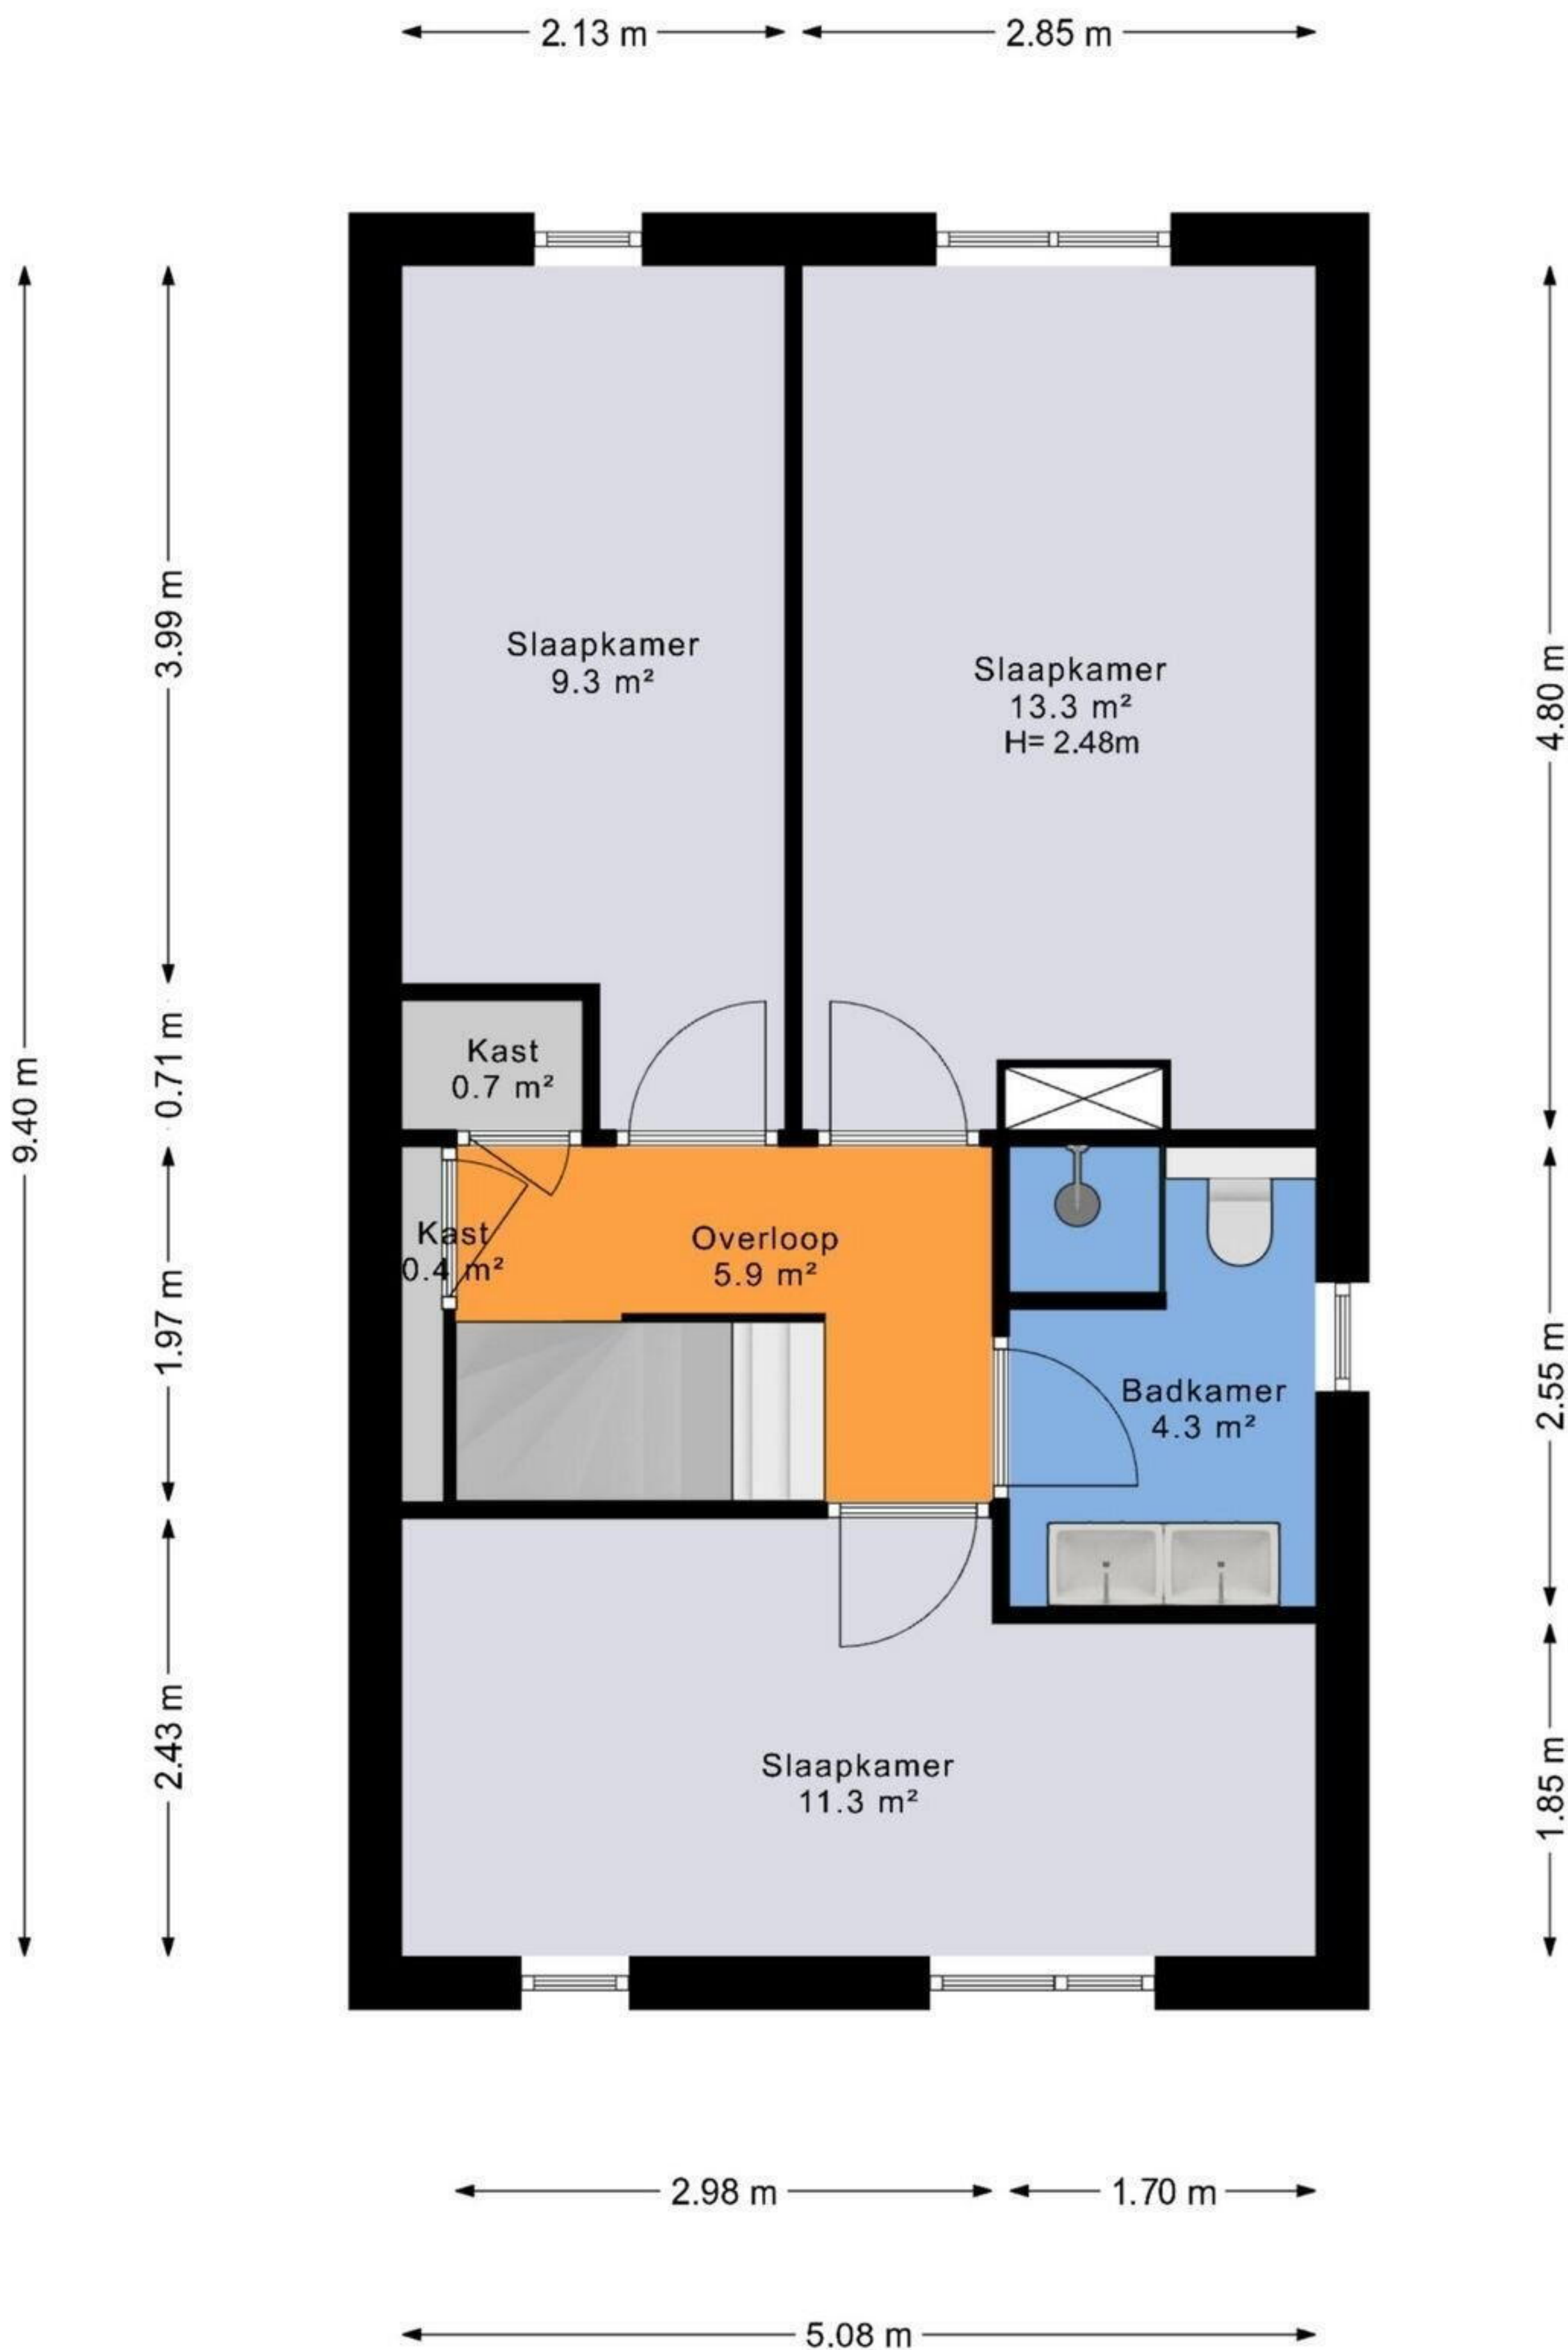 2.13 m
2.85 m
9.40 m
3.99 m
0.71 m
1.97 m
2.43 m
4.80 m
2.55 m
1.85 m
Slaapkamer
9.3 m²
Slaapkamer
13.3 m²
H= 2.48m
Kast
0.7 m²
Kast
0.4 m²
Overloop
5.9 m²
Badkamer
4.3 m²
Slaapkamer
11.3 m²
2.98 m
1.70 m
5.08 m